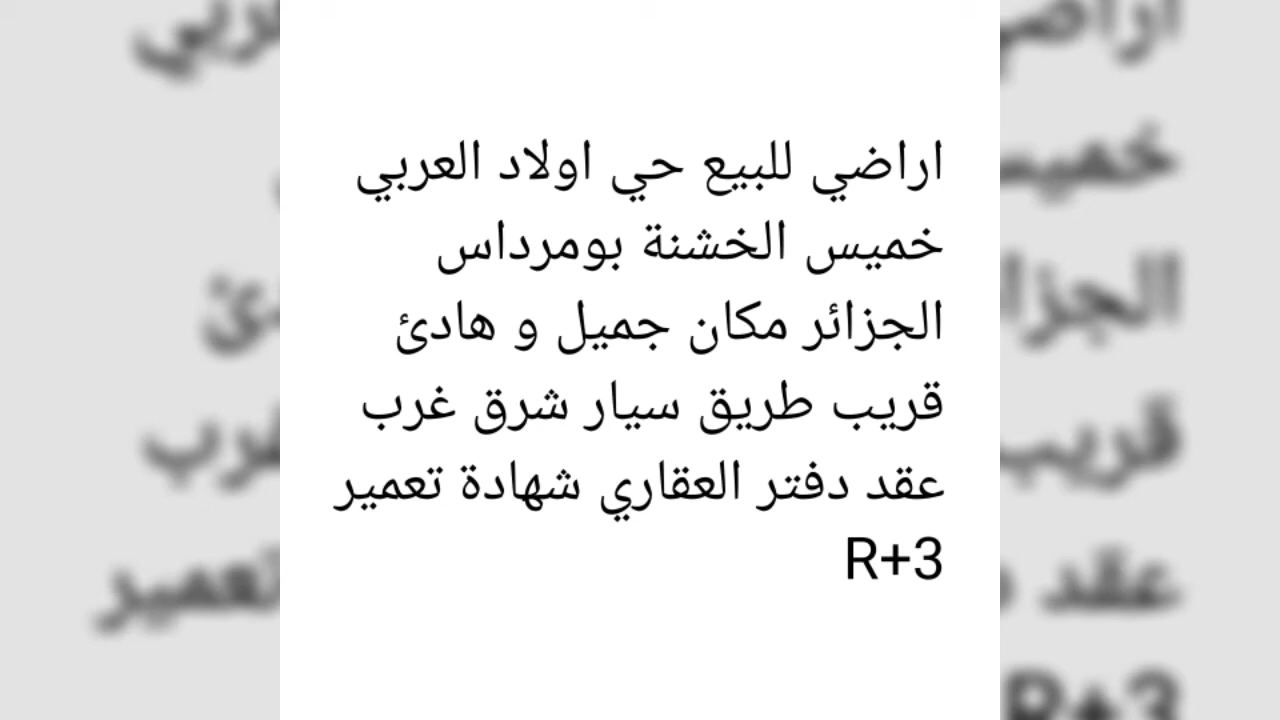 اراضي للبيع حي اولاد العربي
خميس الخشنة بومرداس
الجزائر مكان جميل و هادئ
قريب طريق سيار شرق غرب
عقد دفتر العقاري شهادة تعمير
R+3